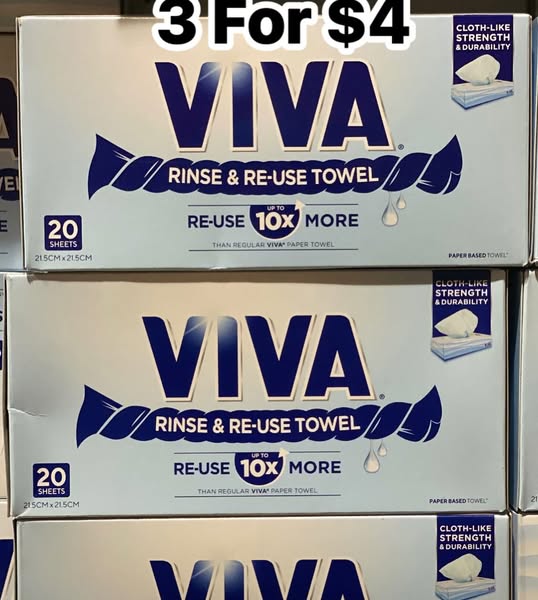 3 For $4
CLOTH-LIKE
STRENGTH
& DURABILITY
VIVA®
RINSE & RE-USE TOWEL
RE-USE UP TO 10x MORE
THAN REGULAR VIVA® PAPER TOWEL
20
SHEETS
21.5CM x 21.5CM
PAPER BASED TOWEL
CLOTH-LIKE
STRENGTH
& DURABILITY
VIVA®
RINSE & RE-USE TOWEL
RE-USE UP TO 10x MORE
THAN REGULAR VIVA® PAPER TOWEL
20
SHEETS
21.5CM x 21.5CM
PAPER BASED TOWEL
CLOTH-LIKE
STRENGTH
& DURABILITY
VIVA